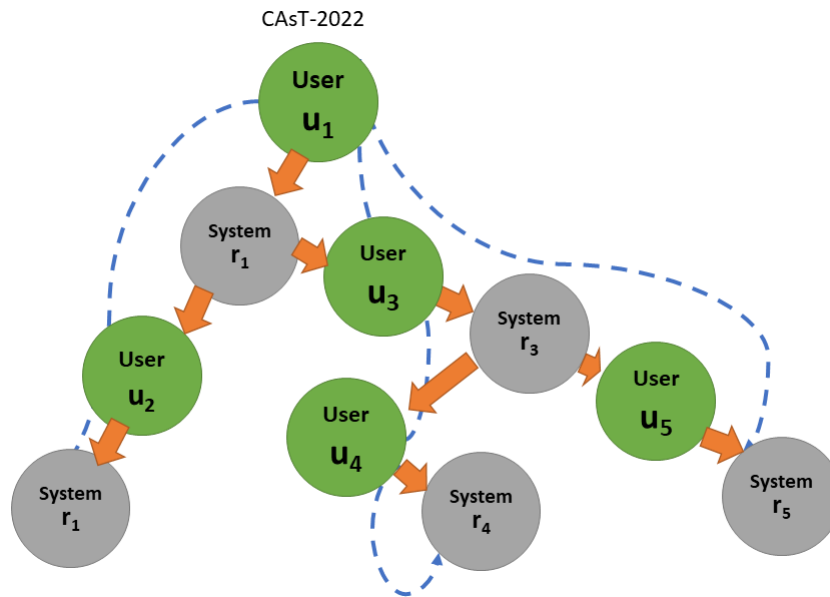 CAsT-2022
User
u₁
System
r₁
User
u₃
System
r₃
User
u₂
User
u₅
User
u₄
System
r₁
System
r₄
System
r₅